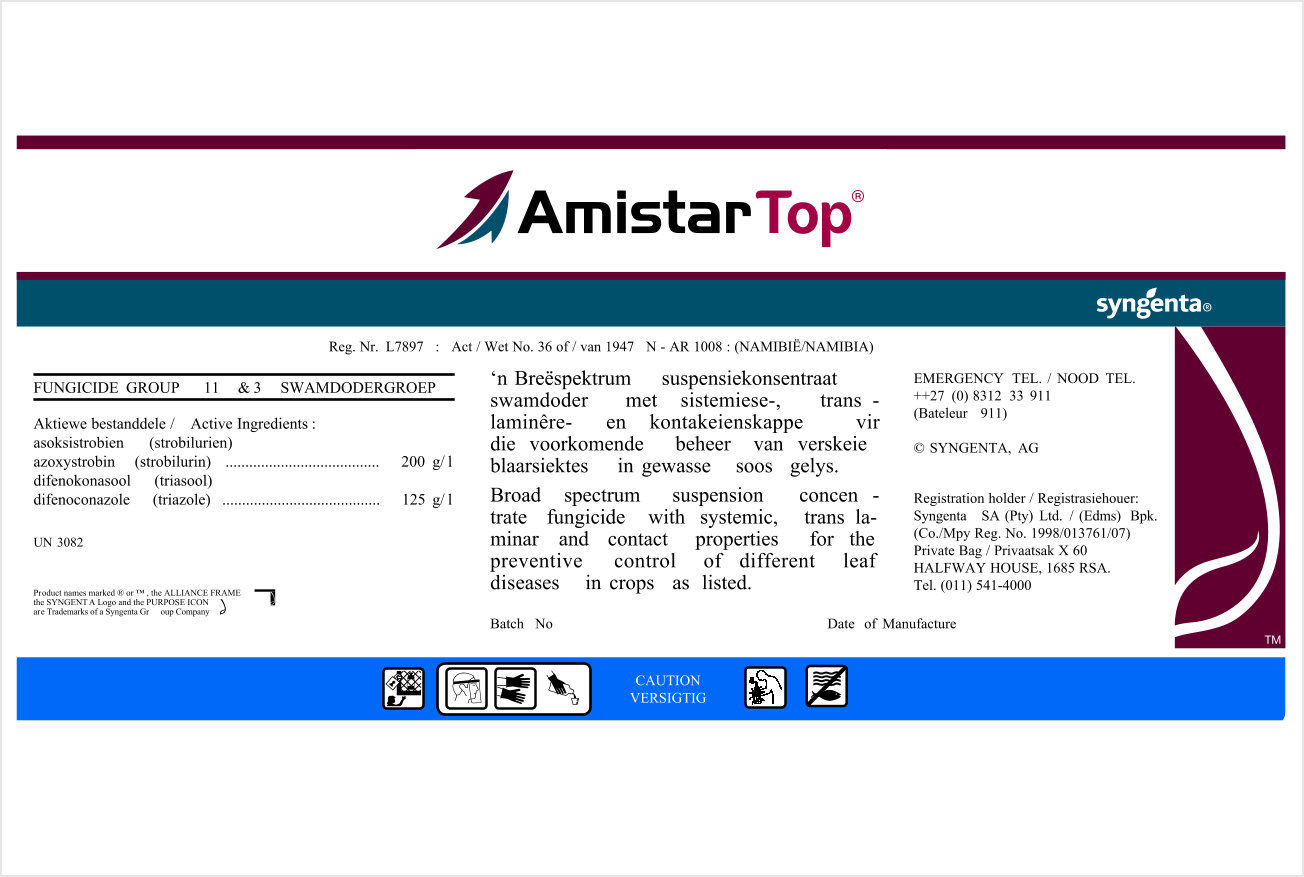 Amistar Top®
syngenta®
Reg. Nr. L7897 : Act / Wet No. 36 of / van 1947 N - AR 1008 : (NAMIBIË/NAMIBIA)
FUNGICIDE GROUP 11 & 3 SWAMDODERGROEP
Aktiewe bestanddele / Active Ingredients :
asoksistrobien (strobilurien)
azoxystrobin (strobilurin) ....................................... 200 g/l
difenokonasool (triasool)
difenoconazole (triazole) ........................................ 125 g/l
UN 3082
Product names marked ® or ™, the ALLIANCE FRAME
the SYNGENT A Logo and the PURPOSE ICON
are Trademarks of a Syngenta Gr oup Company
‘n Breëspektrum suspensiekonsentraat
swamdoder met sistemiese-, trans -
laminêre- en kontakeienskappe vir
die voorkomende beheer van verskeie
blaarsiektes in gewasse soos gelys.
Broad spectrum suspension concen -
trate fungicide with systemic, trans la-
minar and contact properties for the
preventive control of different leaf
diseases in crops as listed.
Batch No Date of Manufacture
EMERGENCY TEL. / NOOD TEL.
++27 (0) 8312 33 911
(Bateleur 911)
© SYNGENTA, AG
Registration holder / Registrasiehouer:
Syngenta SA (Pty) Ltd. / (Edms) Bpk.
(Co./Mpy Reg. No. 1998/013761/07)
Private Bag / Privaatsak X 60
HALFWAY HOUSE, 1685 RSA.
Tel. (011) 541-4000
TM
CAUTION
VERSIGTIG